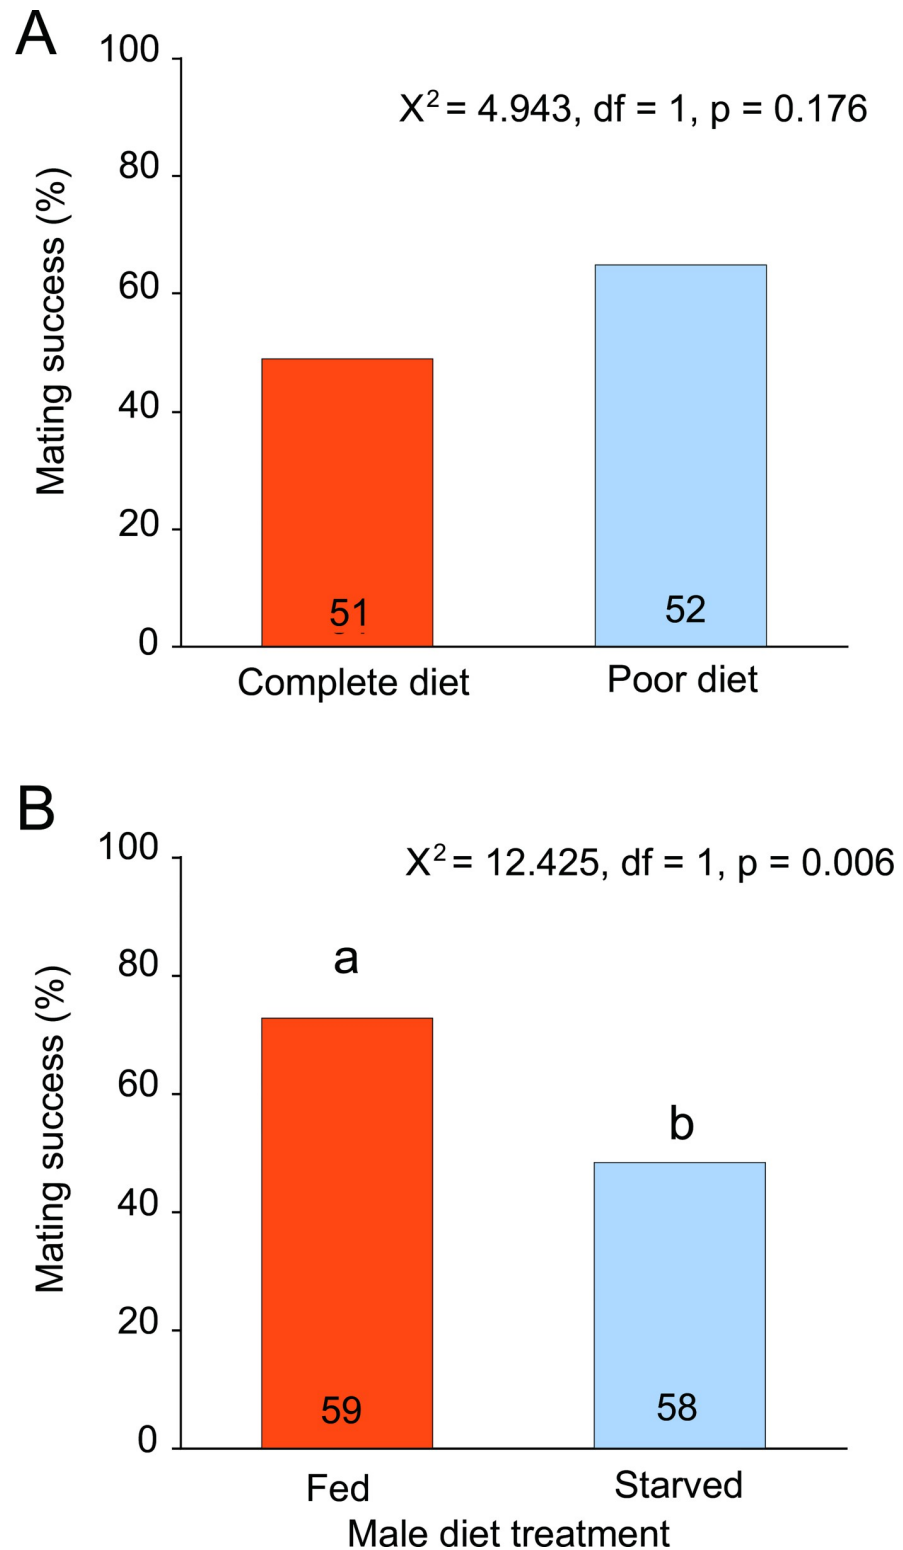 A
100
X² = 4.943, df = 1, p = 0.176
80
60
40
20
0
Mating success (%)
51
52
Complete diet
Poor diet
B
100
X² = 12.425, df = 1, p = 0.006
a
80
60
b
40
20
0
Mating success (%)
59
58
Fed
Starved
Male diet treatment